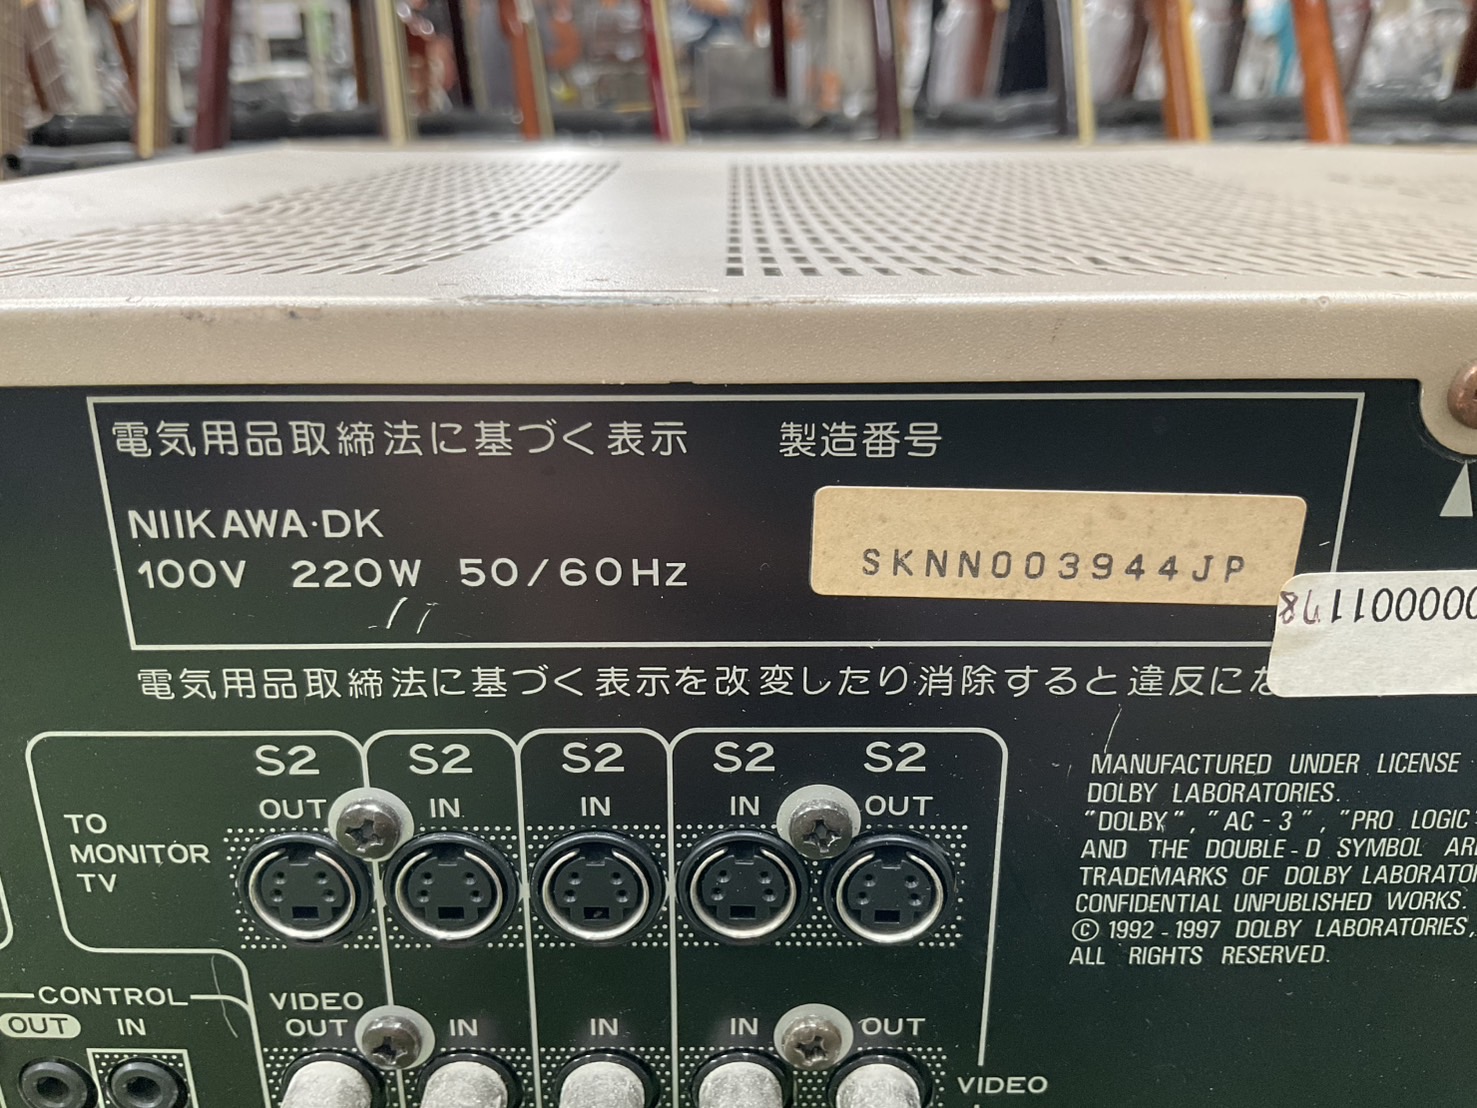 電気用品取締法に基づく表示 製造番号
NIIKAWA·DK
100V 220W 50/60Hz
SKNN003944JP
電気用品取締法に基づく表示を改変したり消除すると違反にな
S2 S2 S2 S2 S2
OUT IN IN IN OUT
TO
MONITOR
TV
MANUFACTURED UNDER LICENSE
DOLBY LABORATORIES.
"DOLBY", "AC-3", "PRO LOGIC
AND THE DOUBLE-D SYMBOL
TRADEMARKS OF DOLBY
CONFIDENTIAL UNPUBLISHED WORKS.
© 1992-1997 DOLBY LABORATORIES,
ALL RIGHTS RESERVED.
CONTROL
OUT IN
VIDEO
OUT IN IN IN OUT
VIDEO